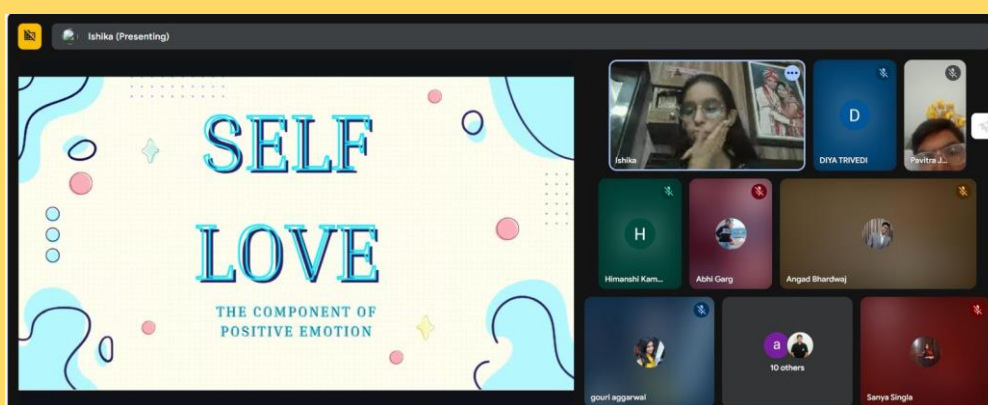 Ishika (Presenting)
SELF
LOVE
THE COMPONENT OF
POSITIVE EMOTION
Ishika
D
DIYA TRIVEDI
Pavitra J...
H
Himanshi Kam...
Abhi Garg
Angad Bhardwaj
gouri aggarwal
a
10 others
Sanya Singla